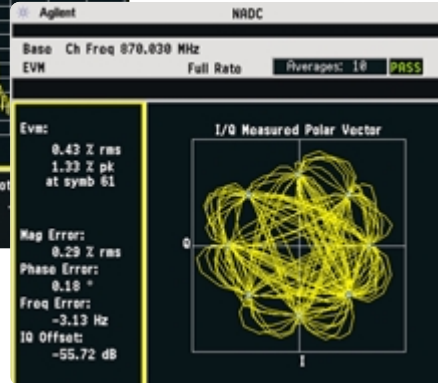 Agilent NADC
Base Ch Freq 870.030 MHz
EVM Full Rate Averages: 10 PASS
Evm:
0.43 % rms
1.33 % pk
at symb 61
I/Q Measured Polar Vector
Mag Error:
0.29 % rms
Phase Error:
0.18 °
Freq Error:
-3.13 Hz
IQ Offset:
-55.72 dB
Q
I